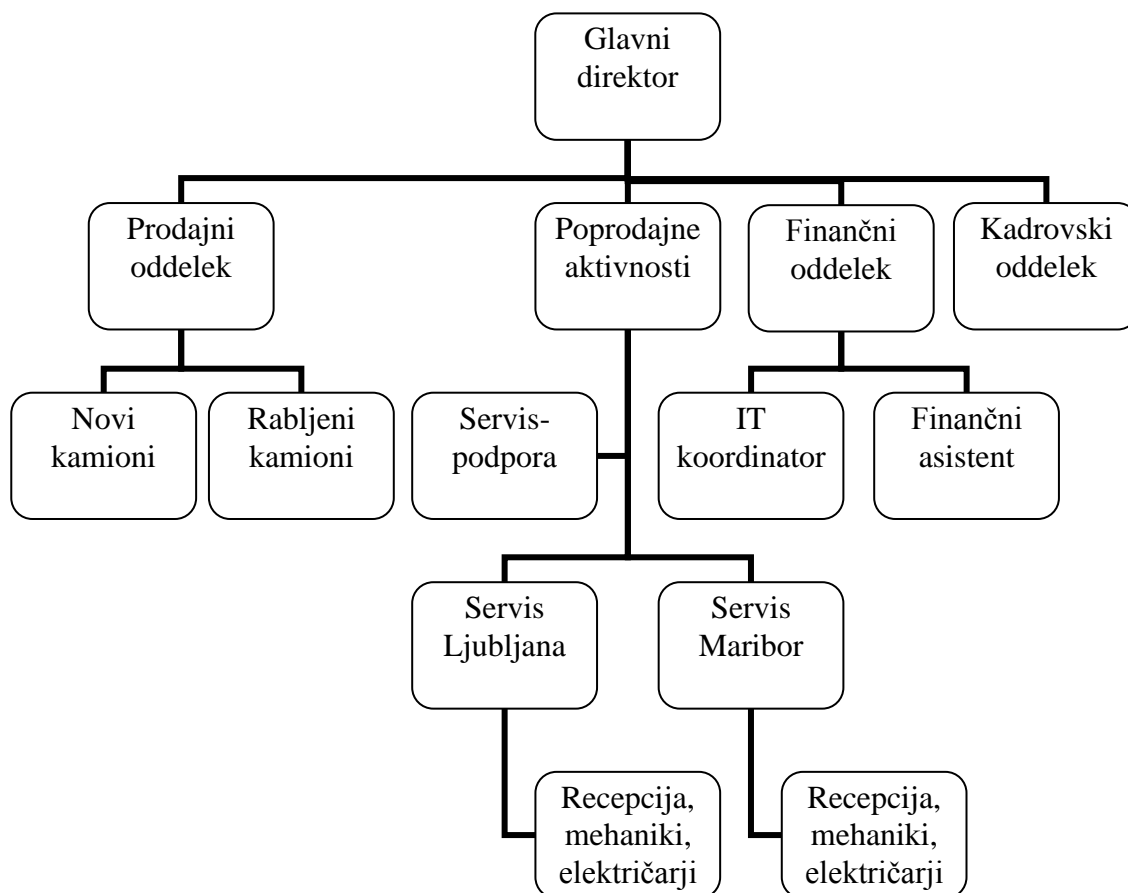 Glavni
direktor
Prodajni
oddelek
Poprodajne
aktivnosti
Finančni
oddelek
Kadrovski
oddelek
Novi
kamioni
Rabljeni
kamioni
Servis-
podpora
IT
koordinator
Finančni
asistent
Servis
Ljubljana
Servis
Maribor
Recepcija,
mehaniki,
električarji
Recepcija,
mehaniki,
električarji